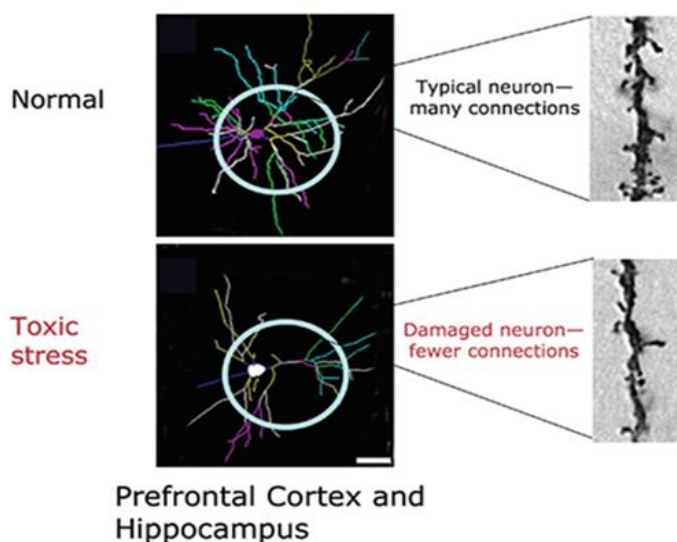 Normal
Typical neuron—
many connections
Toxic
stress
Damaged neuron—
fewer connections
Prefrontal Cortex and
Hippocampus